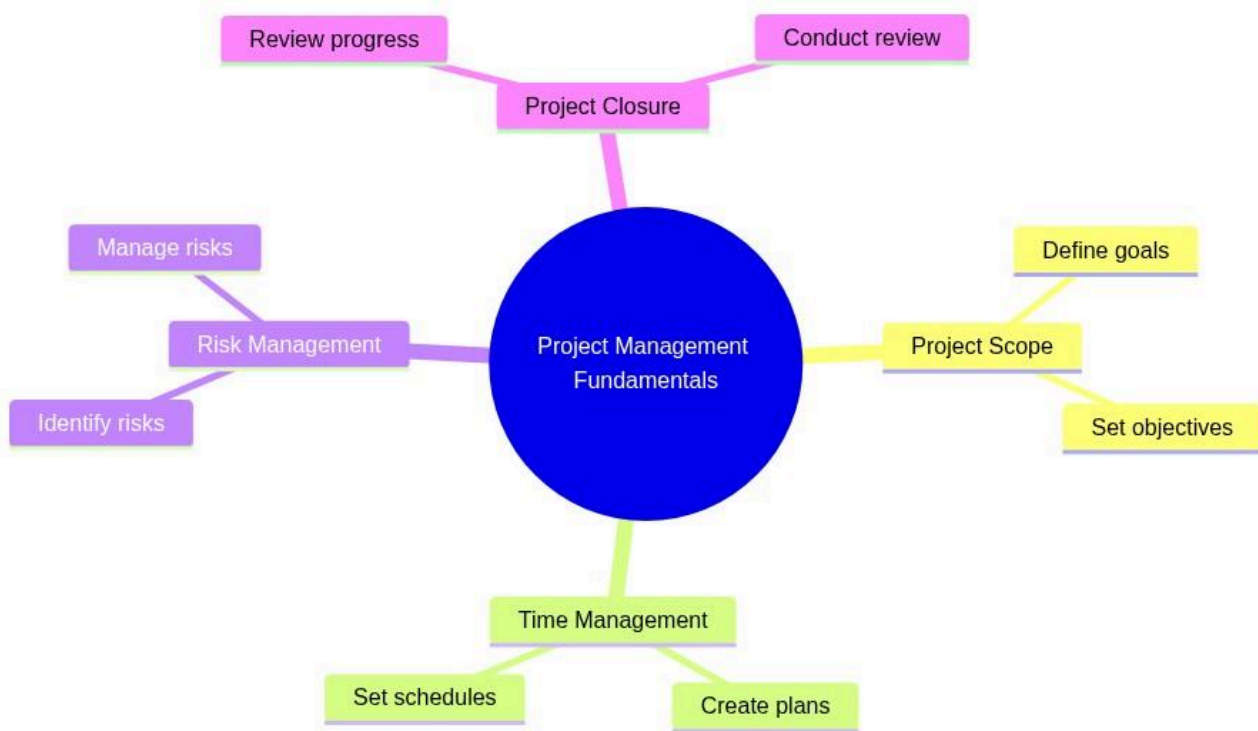 Review progress
Conduct review
Project Closure
Manage risks
Define goals
Risk Management
Project Management
Fundamentals
Project Scope
Identify risks
Set objectives
Time Management
Set schedules
Create plans